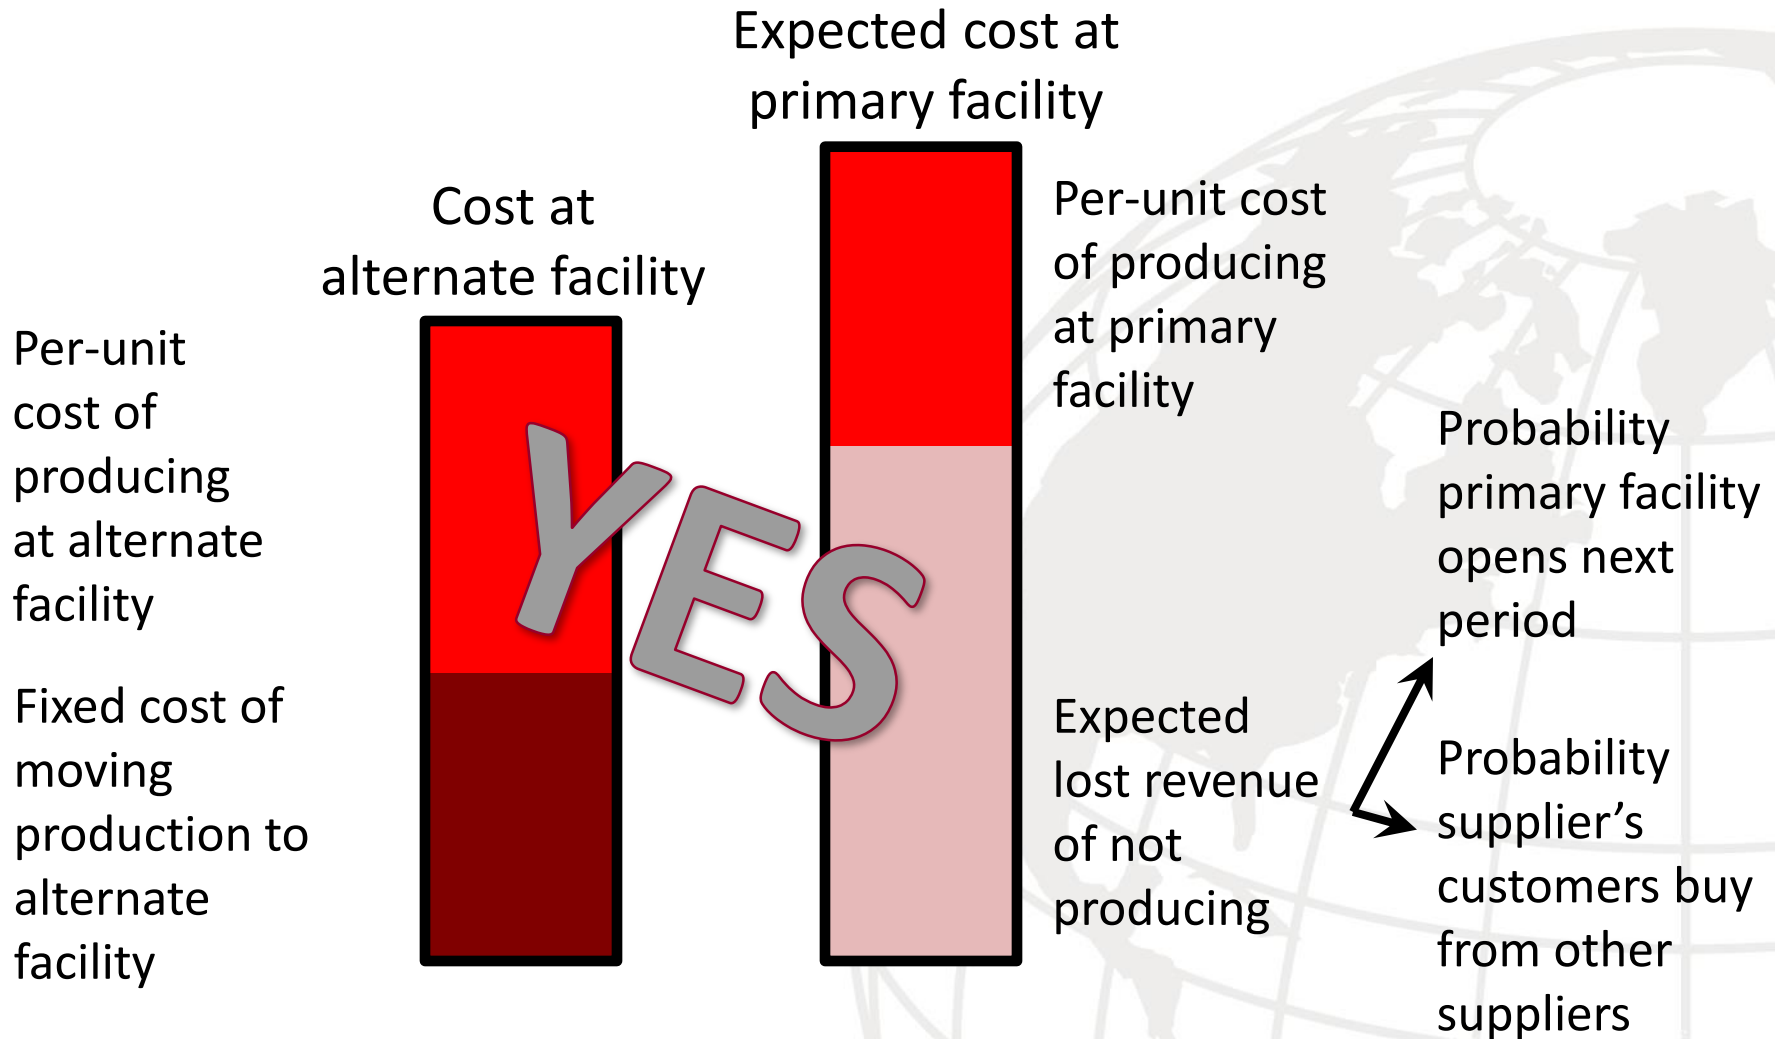 Expected cost at
primary facility
Cost at
alternate facility
Per-unit
cost of
producing
at alternate
facility
Fixed cost of
moving
production to
alternate
facility
YES
Per-unit cost
of producing
at primary
facility
Expected
lost revenue
of not
producing
Probability
primary facility
opens next
period
Probability
supplier’s
customers buy
from other
suppliers